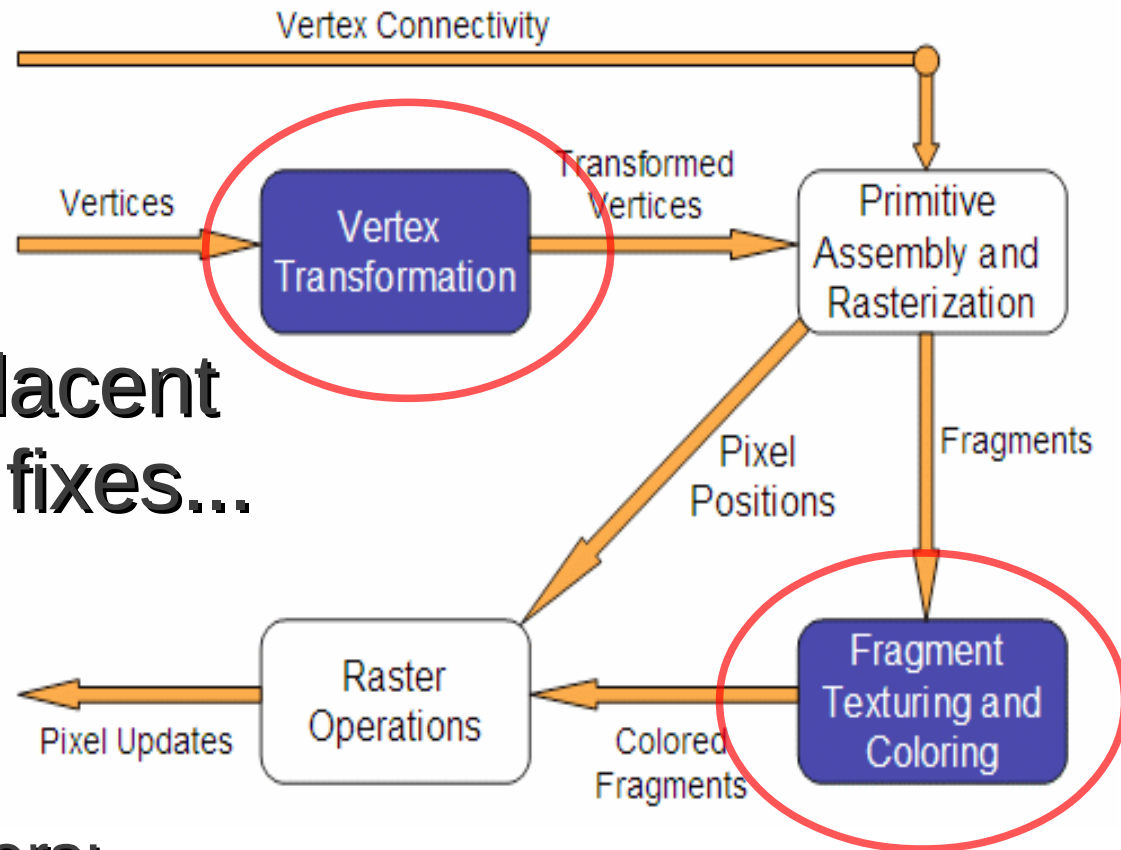 Vertex Connectivity
Vertices
Vertex
Transformation
Transformed
Vertices
Primitive
Assembly and
Rasterization
lacent
fixes...
Pixel
Positions
Fragments
Raster
Operations
Pixel Updates
Colored
Fragments
Fragment
Texturing and
Coloring